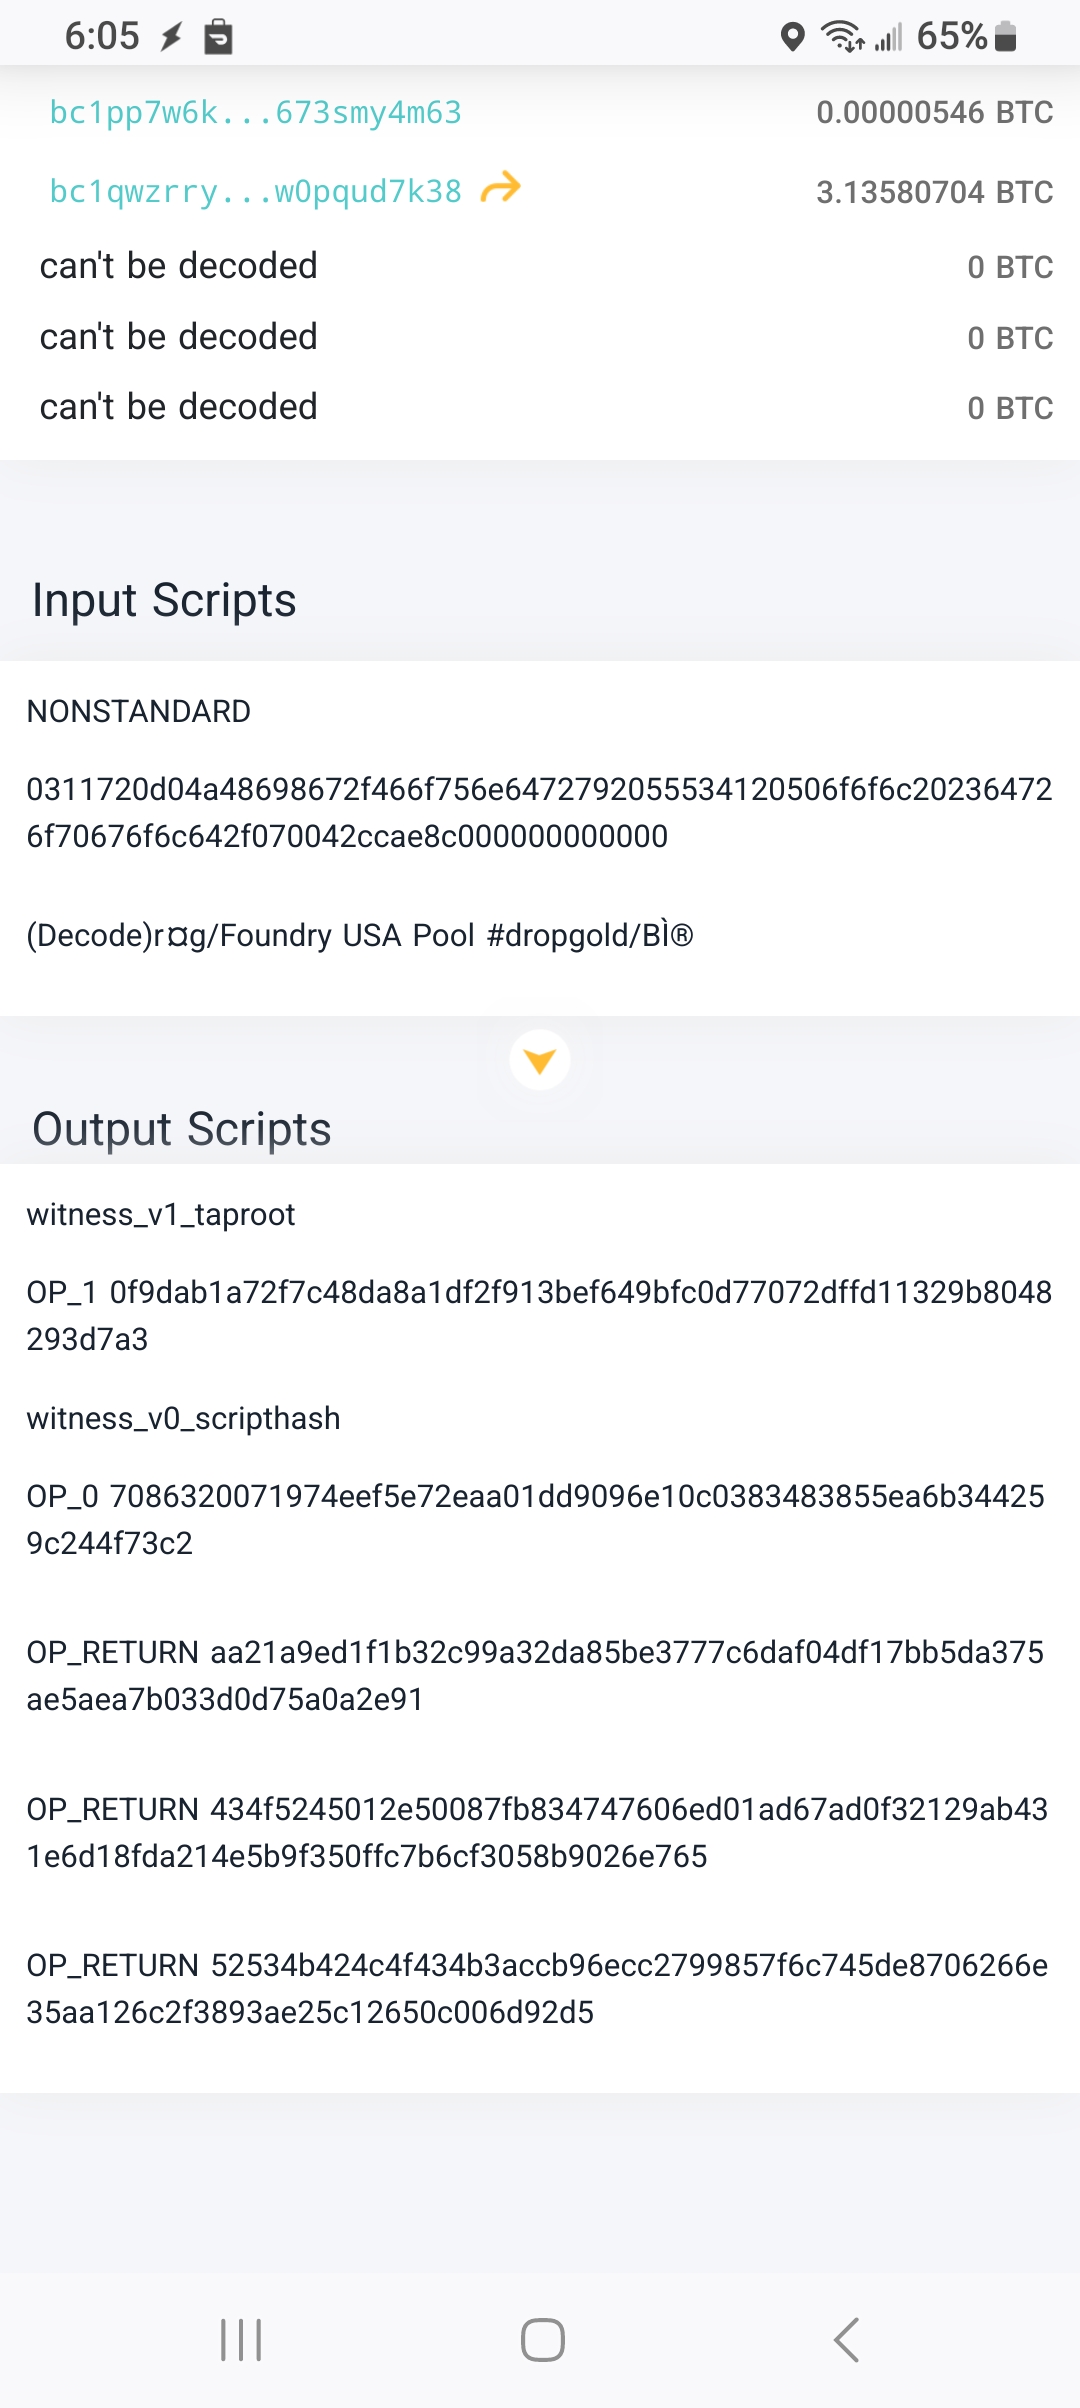 6:05 65%
bc1pp7w6k...673smy4m63 0.00000546 BTC
bc1qwzrry...w0pqud7k38 3.13580704 BTC
can't be decoded 0 BTC
can't be decoded 0 BTC
can't be decoded 0 BTC
Input Scripts
NONSTANDARD
0311720d04a48698672f466f756e6472792055534120506f6f6c20236472
6f70676f6c642f070042ccae8c000000000000
(Decode)r¤g/Foundry USA Pool #dropgold/BÌ®
Output Scripts
witness_v1_taproot
OP_1 0f9dab1a72f7c48da8a1df2f913bef649bfc0d77072dffd11329b8048
293d7a3
witness_v0_scripthash
OP_0 7086320071974eef5e72eaa01dd9096e10c0383483855ea6b34425
9c244f73c2
OP_RETURN aa21a9ed1f1b32c99a32da85be3777c6daf04df17bb5da375
ae5aea7b033d0d75a0a2e91
OP_RETURN 434f5245012e50087fb834747606ed01ad67ad0f32129ab43
1e6d18fda214e5b9f350ffc7b6cf3058b9026e765
OP_RETURN 52534b424c4f434b3accb96ecc2799857f6c745de8706266e
35aa126c2f3893ae25c12650c006d92d5